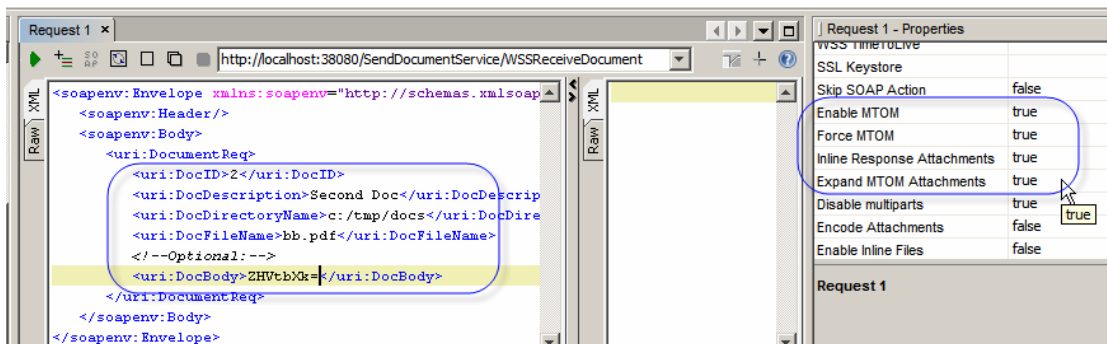 Request 1 ×
http://localhost:38080/SendDocumentService/WSSReceiveDocument
XML
Raw
<soapenv:Envelope xmlns:soapenv="http://schemas.xmlsoap
<soapenv:Header/>
<soapenv:Body>
<uri:DocumentReq>
<uri:DocID>2</uri:DocID>
<uri:DocDescription>Second Doc</uri:DocDescrip
<uri:DocDirectoryName>c:/tmp/docs</uri:DocDire
<uri:DocFileName>bb.pdf</uri:DocFileName>
<!--Optional:-->
<uri:DocBody>ZHVtbXk=</uri:DocBody>
</uri:DocumentReq>
</soapenv:Body>
</soapenv:Envelope>
XML
Raw
Request 1 - Properties
WSS TimeToLive
SSL Keystore
Skip SOAP Action false
Enable MTOM true
Force MTOM true
Inline Response Attachments true
Expand MTOM Attachments true
Disable multiparts true
Encode Attachments false
Enable Inline Files false
true
Request 1